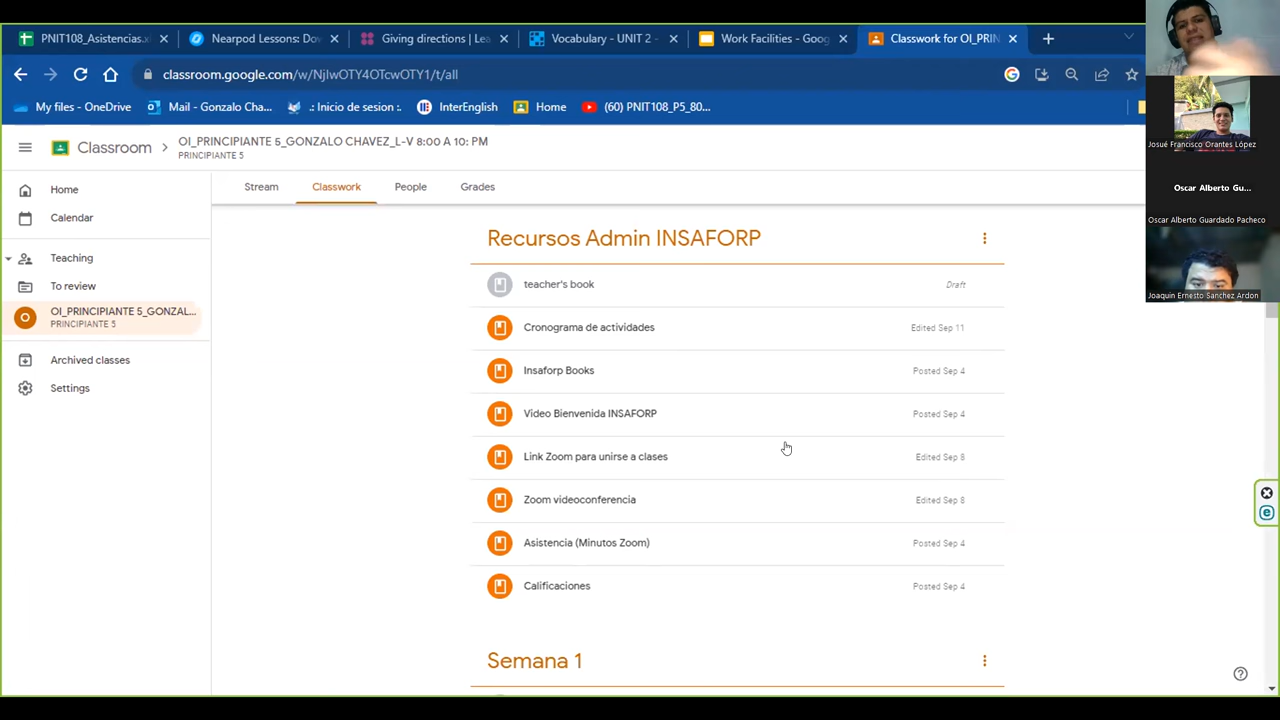 PNIT108_Asistencias.xl
Nearpod Lessons: Dow
Giving directions | Lea
Vocabulary - UNIT 2 -
Work Facilities - Goog
Classwork for OI_PRIN
classroom.google.com/w/NjIwOTY4OTcwOTY1/t/all
My files - OneDrive
Mail - Gonzalo Cha...
.: Inicio de sesion :.
InterEnglish
Home
(60) PNIT108_P5_80...
Classroom
OI_PRINCIPIANTE 5_GONZALO CHAVEZ_L-V 8:00 A 10: PM
PRINCIPIANTE 5
Home
Calendar
Teaching
To review
OI_PRINCIPIANTE 5_GONZAL...
PRINCIPIANTE 5
Archived classes
Settings
Stream
Classwork
People
Grades
Recursos Admin INSAFORP
teacher's book
Draft
Cronograma de actividades
Edited Sep 11
Insaforp Books
Posted Sep 4
Video Bienvenida INSAFORP
Posted Sep 4
Link Zoom para unirse a clases
Edited Sep 8
Zoom videoconferencia
Edited Sep 8
Asistencia (Minutos Zoom)
Posted Sep 4
Calificaciones
Posted Sep 4
Semana 1
Josué Francisco Orantes López
Oscar Alberto Gu...
Oscar Alberto Guardado Pacheco
Joaquin Ernesto Sanchez Ardon